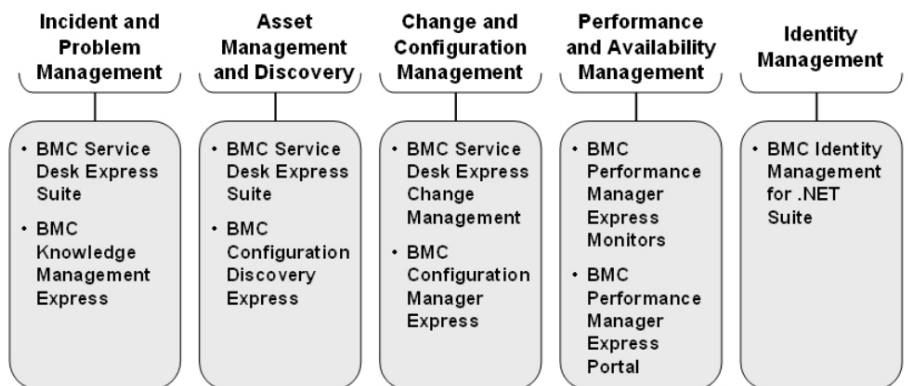 Incident and
Problem
Management
Asset
Management
and Discovery
Change and
Configuration
Management
Performance
and Availability
Management
Identity
Management
• BMC Service
Desk Express
Suite
• BMC
Knowledge
Management
Express
• BMC Service
Desk Express
Suite
• BMC
Configuration
Discovery
Express
• BMC Service
Desk Express
Change
Management
• BMC
Configuration
Manager
Express
• BMC
Performance
Manager
Express
Monitors
• BMC
Performance
Manager
Express
Portal
• BMC Identity
Management
for .NET
Suite